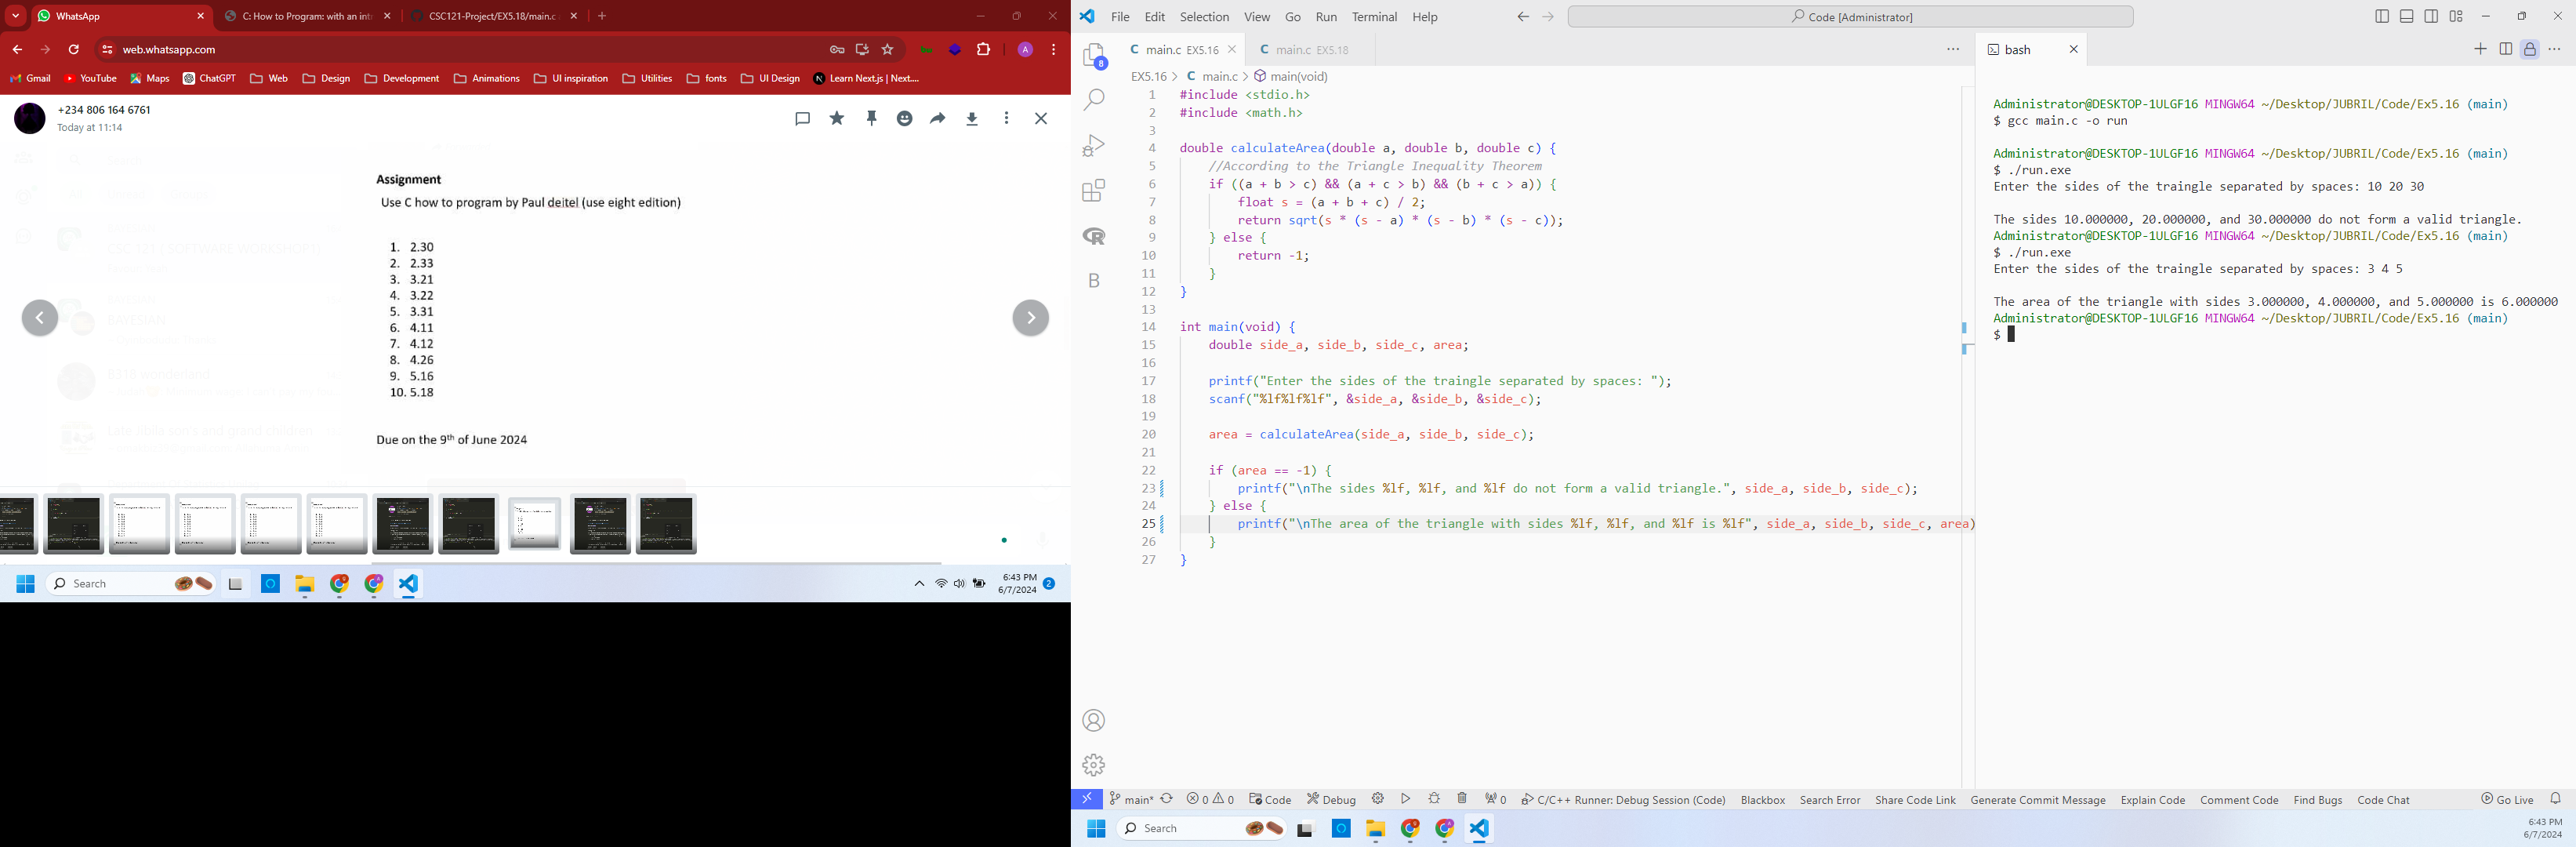 WhatsApp
C: How to Program: with an int
CSC121-Project/EX5.18/main.c
web.whatsapp.com
Gmail
YouTube
Maps
ChatGPT
Web
Design
Development
Animations
UI inspiration
Utilities
fonts
UI Design
Learn Next.js | Next....
+234 806 164 6761
Today at 11:14
Assignment
Use C how to program by Paul deitel (use eight edition)
1. 2.30
2. 2.33
3. 3.21
4. 3.22
5. 3.31
6. 4.11
7. 4.12
8. 4.26
9. 5.16
10. 5.18
Due on the 9th of June 2024
Search
6:43 PM
6/7/2024
2
File Edit Selection View Go Run Terminal Help
Code [Administrator]
8
C main.c EX5.16
C main.c EX5.18
EX5.16 > C main.c > main(void)
1 #include <stdio.h>
2 #include <math.h>
3
4 double calculateArea(double a, double b, double c) {
5 //According to the Triangle Inequality Theorem
6 if ((a + b > c) && (a + c > b) && (b + c > a)) {
7 float s = (a + b + c) / 2;
8 return sqrt(s * (s - a) * (s - b) * (s - c));
9 } else {
10 return -1;
11 }
12 }
13
14 int main(void) {
15 double side_a, side_b, side_c, area;
16
17 printf("Enter the sides of the traingle separated by spaces: ");
18 scanf("%lf%lf%lf", &side_a, &side_b, &side_c);
19
20 area = calculateArea(side_a, side_b, side_c);
21
22 if (area == -1) {
23 printf("\nThe sides %lf, %lf, and %lf do not form a valid triangle.", side_a, side_b, side_c);
24 } else {
25 printf("\nThe area of the triangle with sides %lf, %lf, and %lf is %lf", side_a, side_b, side_c, area)
26 }
27 }
bash
Administrator@DESKTOP-1ULGF16 MINGW64 ~/Desktop/JUBRIL/Code/Ex5.16 (main)
$ gcc main.c -o run
Administrator@DESKTOP-1ULGF16 MINGW64 ~/Desktop/JUBRIL/Code/Ex5.16 (main)
$ ./run.exe
Enter the sides of the traingle separated by spaces: 10 20 30
The sides 10.000000, 20.000000, and 30.000000 do not form a valid triangle.
Administrator@DESKTOP-1ULGF16 MINGW64 ~/Desktop/JUBRIL/Code/Ex5.16 (main)
$ ./run.exe
Enter the sides of the traingle separated by spaces: 3 4 5
The area of the triangle with sides 3.000000, 4.000000, and 5.000000 is 6.000000
Administrator@DESKTOP-1ULGF16 MINGW64 ~/Desktop/JUBRIL/Code/Ex5.16 (main)
$
main* 0 0 Code Debug 0 C/C++ Runner: Debug Session (Code) Blackbox Search Error Share Code Link Generate Commit Message Explain Code Comment Code Find Bugs Code Chat Go Live
Search
6:43 PM
6/7/2024